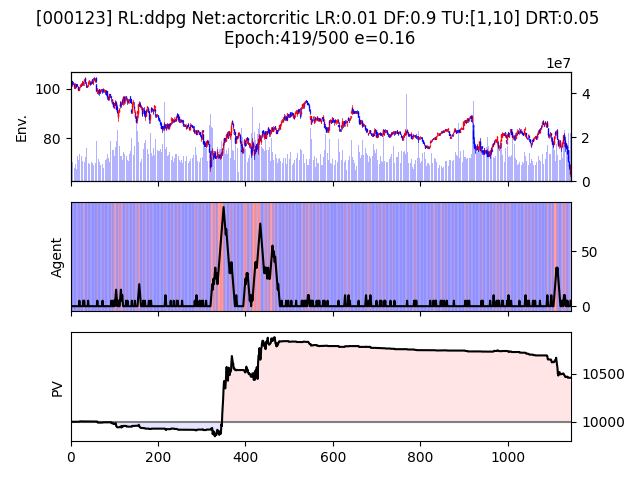 [000123] RL:ddpg Net:actorcritic LR:0.01 DF:0.9 TU:[1,10] DRT:0.05
Epoch:419/500 e=0.16
1e7
100
80
Env.
4
2
0
Agent
50
0
PV
10500
10000
0 200 400 600 800 1000